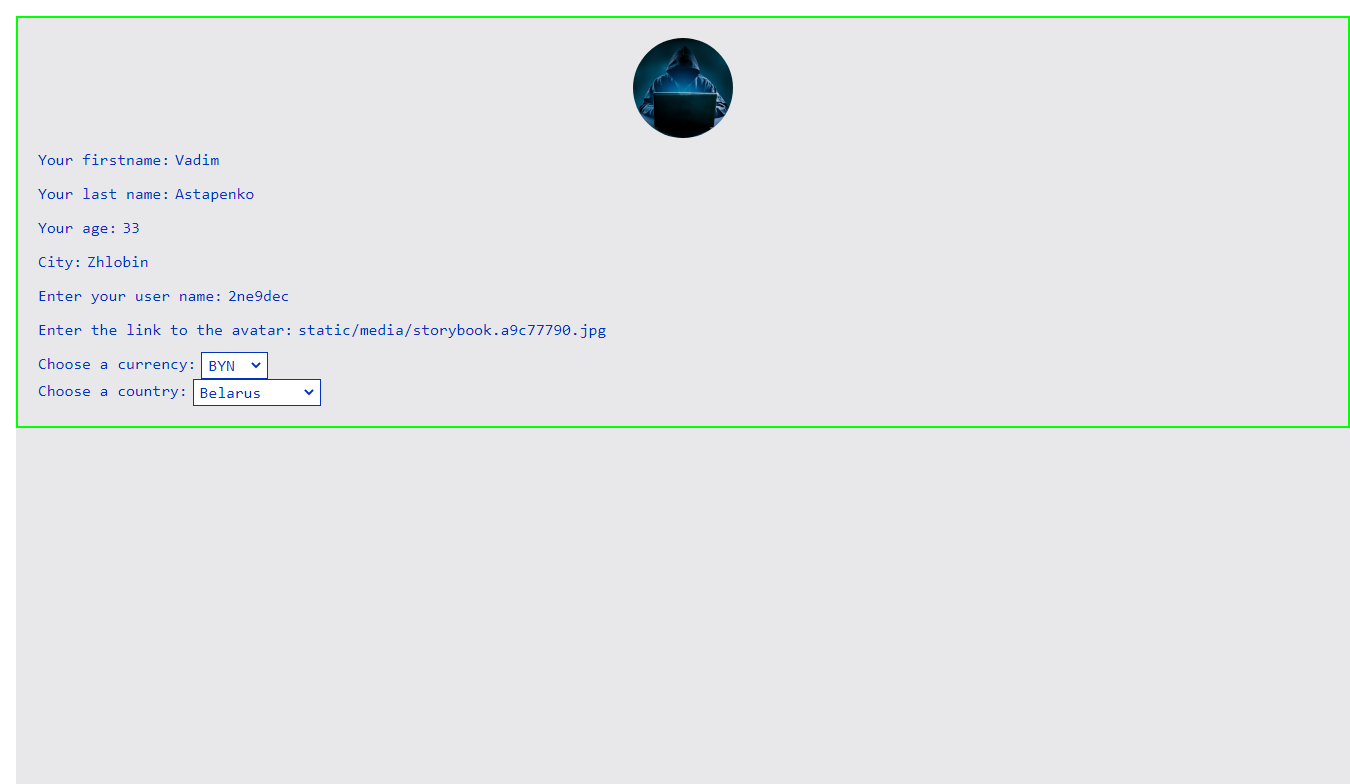 Your firstname: Vadim
Your last name: Astapenko
Your age: 33
City: Zhlobin
Enter your user name: 2ne9dec
Enter the link to the avatar: static/media/storybook.a9c77790.jpg
Choose a currency: BYN
Choose a country: Belarus